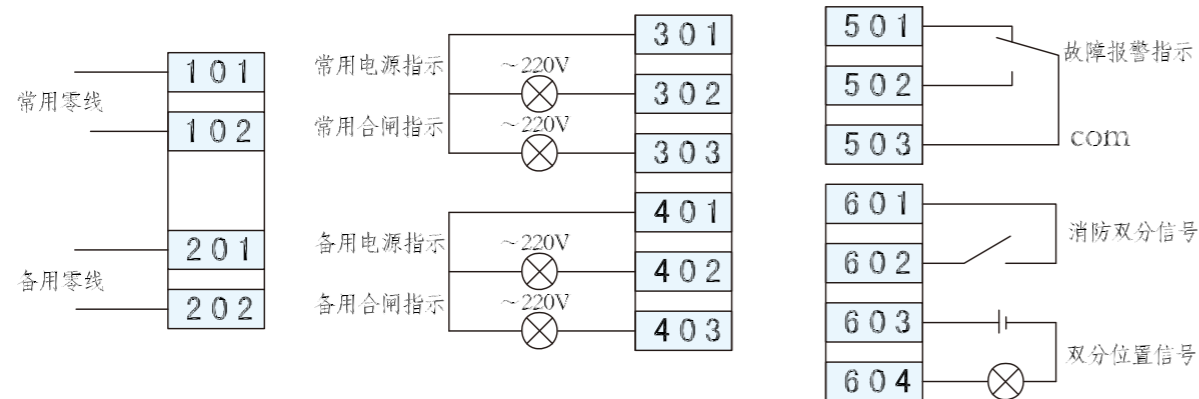 101
常用零线
102
201
备用零线
202
301
常用电源指示
~220V
302
常用合闸指示
~220V
303
401
备用电源指示
~220V
402
备用合闸指示
~220V
403
501
故障报警指示
502
com
503
601
消防双分信号
602
603
双分位置信号
604